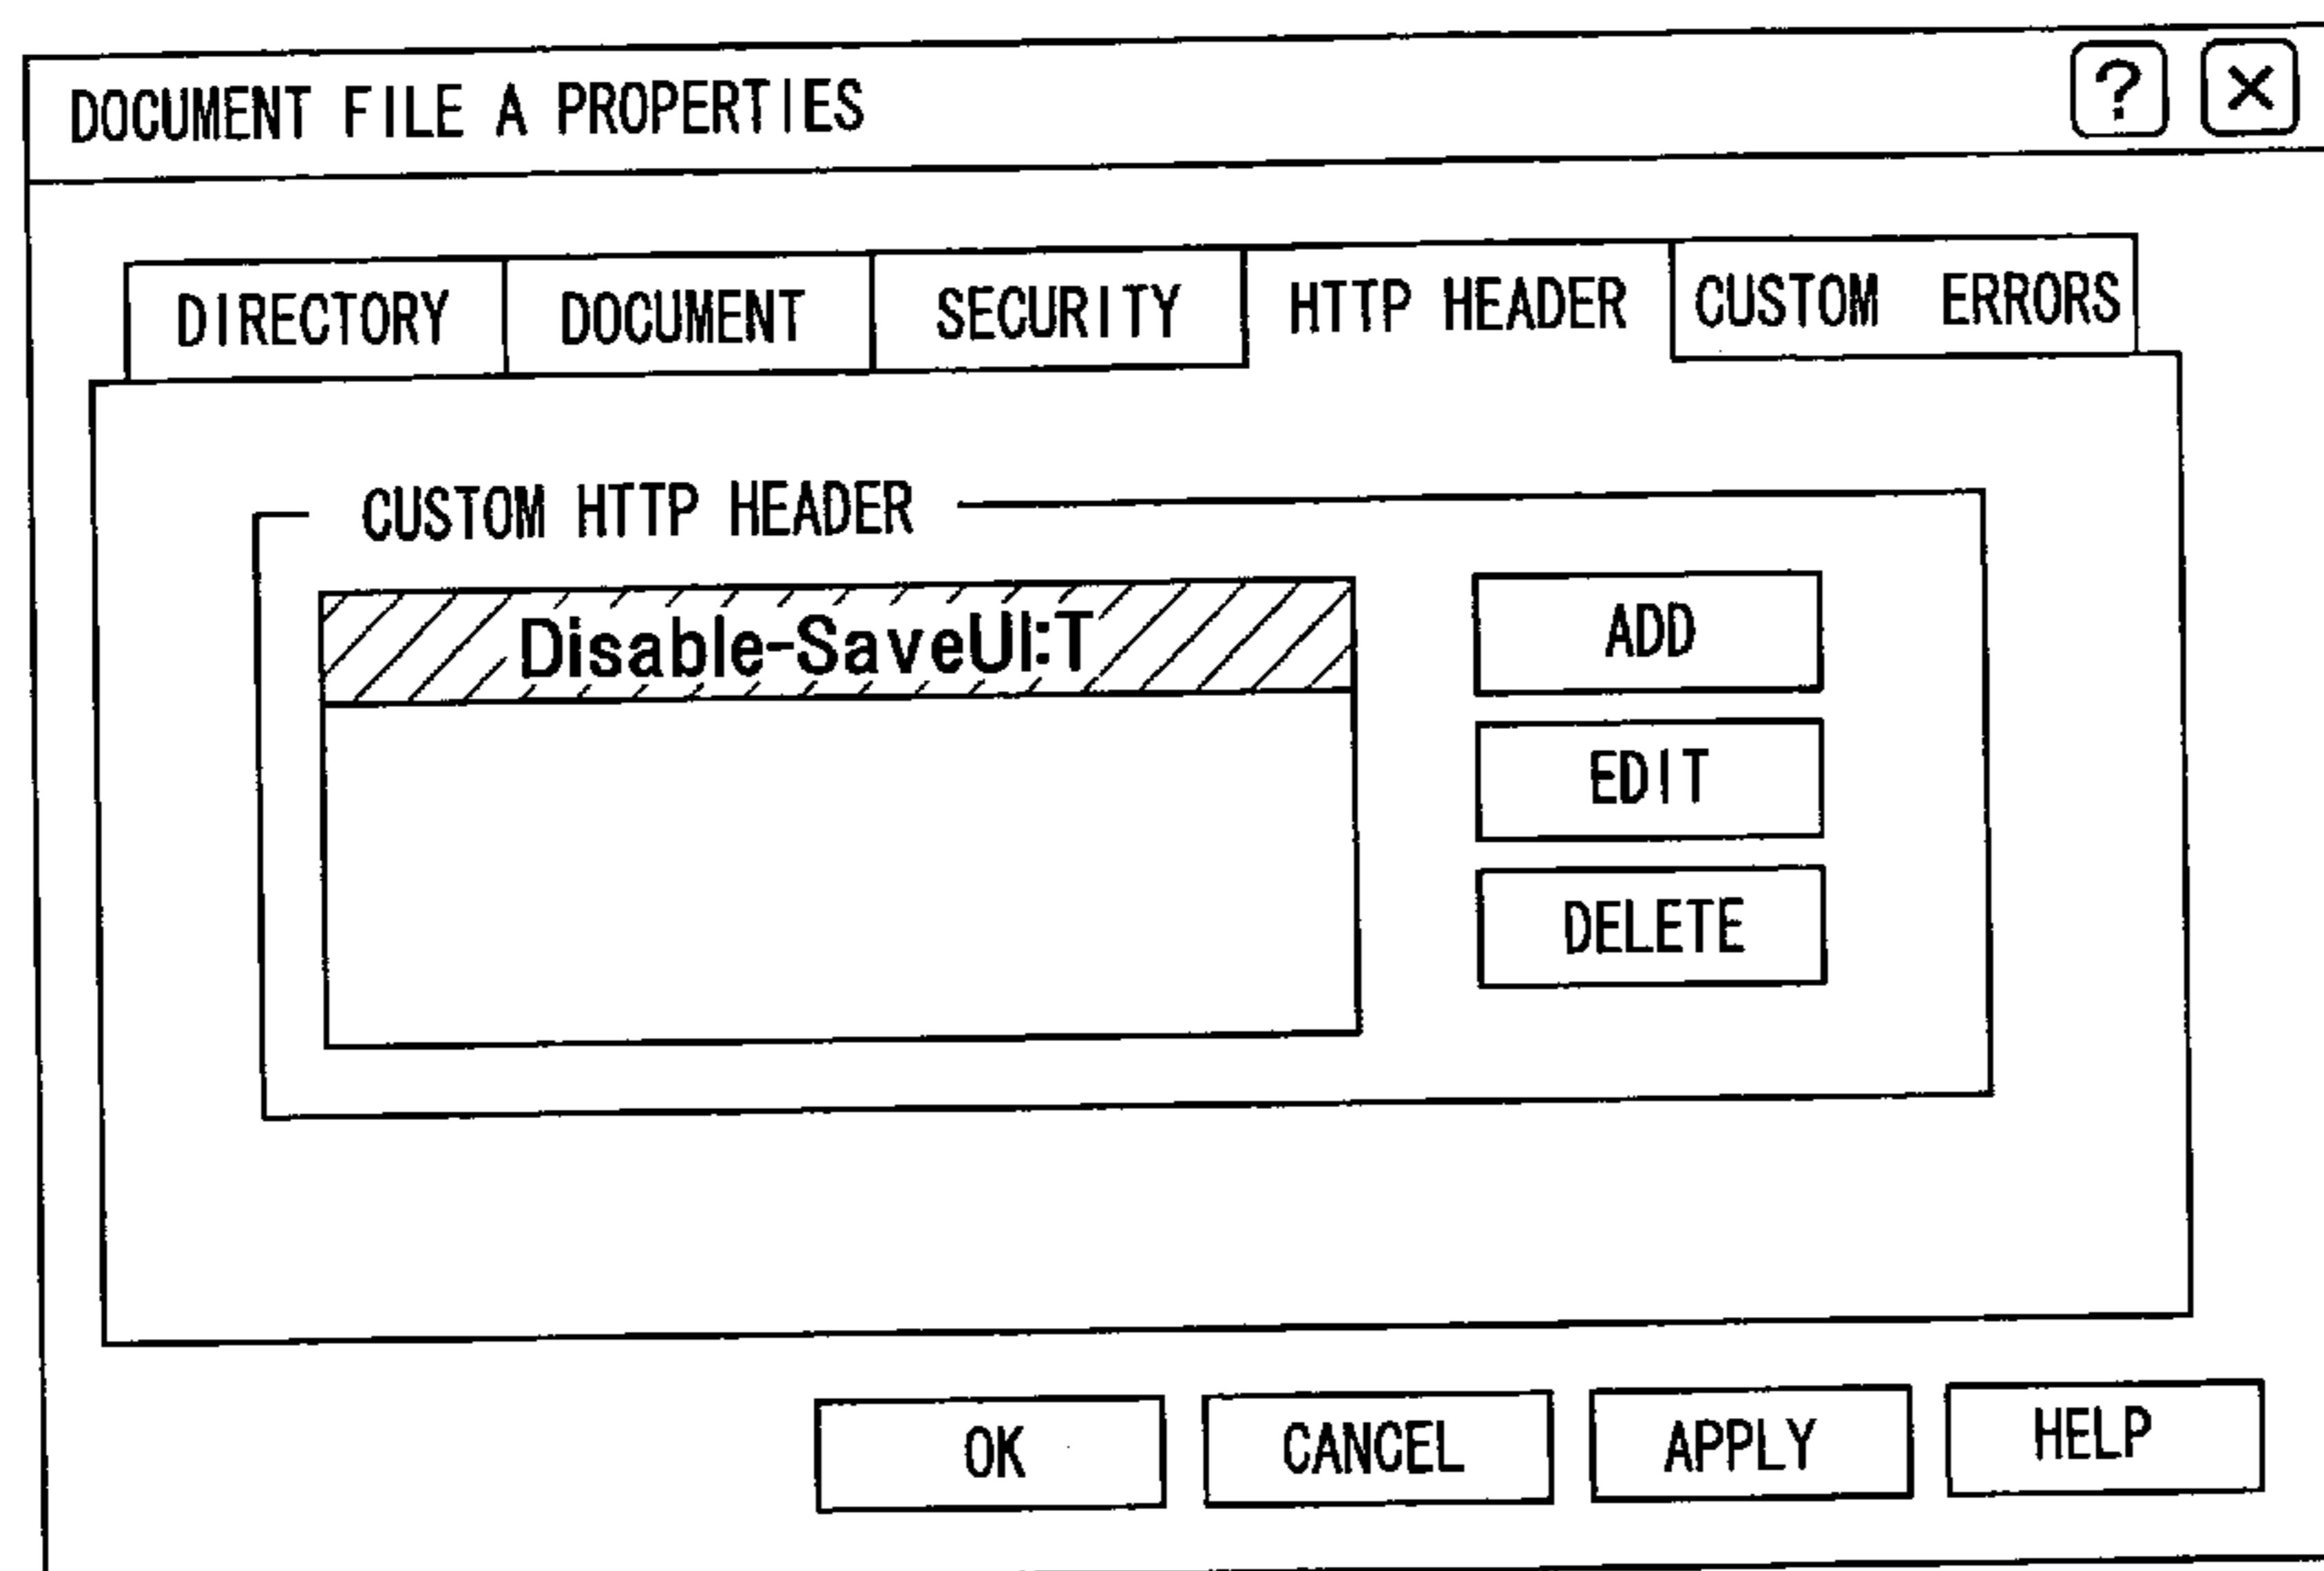 DOCUMENT FILE A PROPERTIES ? ×
DIRECTORY DOCUMENT SECURITY HTTP HEADER CUSTOM ERRORS
CUSTOM HTTP HEADER
Disable-SaveUI:T
ADD
EDIT
DELETE
OK CANCEL APPLY HELP